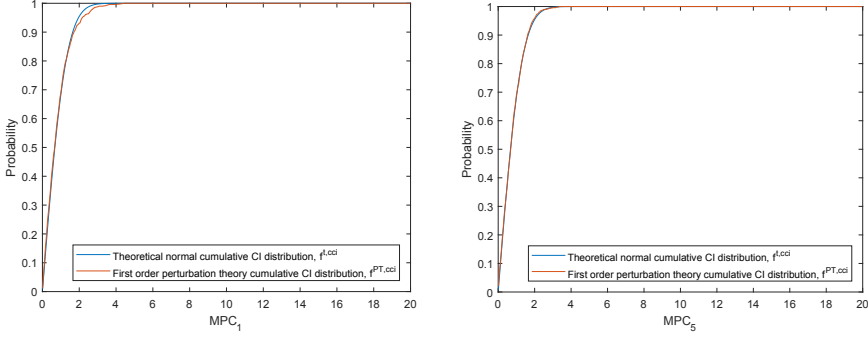 1
0.9
0.8
0.7
0.6
0.5
0.4
0.3
0.2
0.1
0
Probability
Theoretical normal cumulative CI distribution, f^t,cci
First order perturbation theory cumulative CI distribution, f^PT,cci
0 2 4 6 8 10 12 14 16 18 20
MPC_1
1
0.9
0.8
0.7
0.6
0.5
0.4
0.3
0.2
0.1
0
Probability
Theoretical normal cumulative CI distribution, f^t,cci
First order perturbation theory cumulative CI distribution, f^PT,cci
0 2 4 6 8 10 12 14 16 18 20
MPC_5